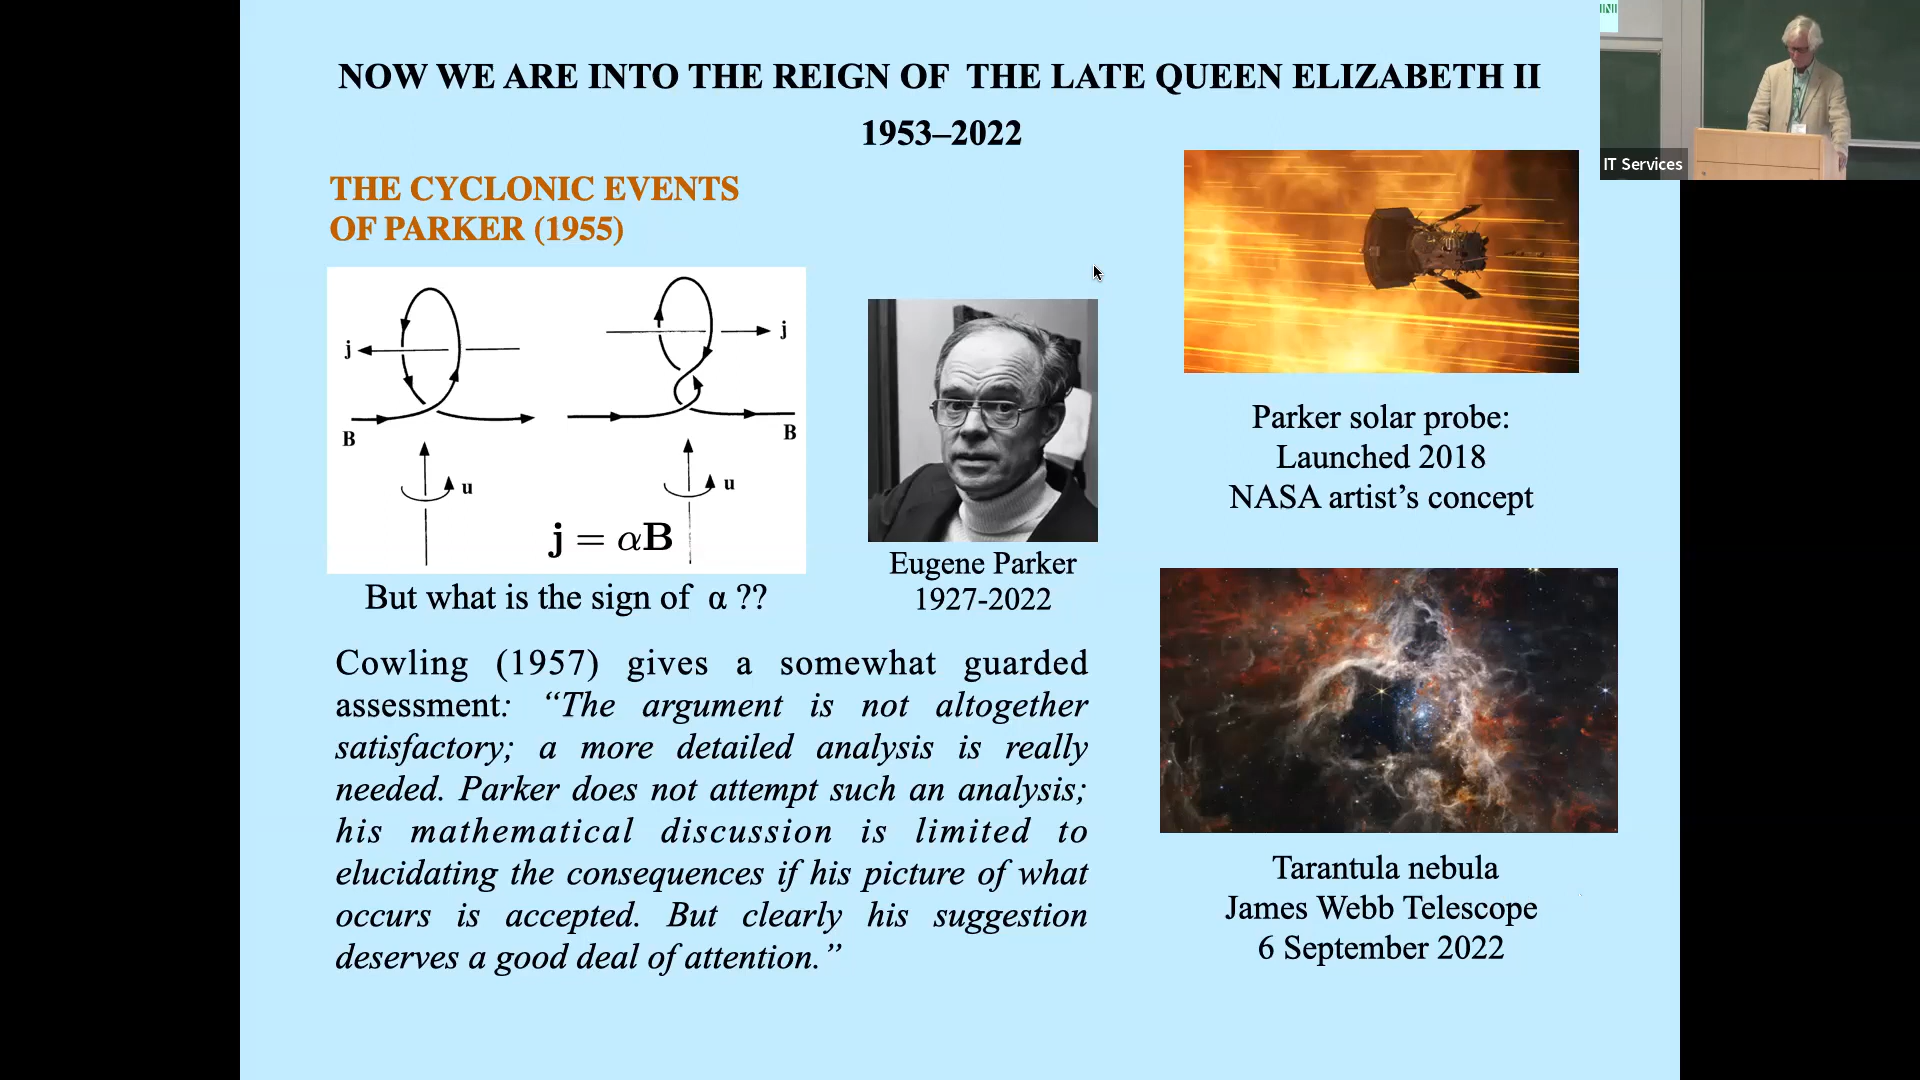 NOW WE ARE INTO THE REIGN OF THE LATE QUEEN ELIZABETH II
1953–2022
THE CYCLONIC EVENTS
OF PARKER (1955)
j
j
B
B
u
u
j = αB
But what is the sign of α ??
Cowling (1957) gives a somewhat guarded
assessment: “The argument is not altogether
satisfactory; a more detailed analysis is really
needed. Parker does not attempt such an analysis;
his mathematical discussion is limited to
elucidating the consequences if his picture of what
occurs is accepted. But clearly his suggestion
deserves a good deal of attention.”
Eugene Parker
1927-2022
Parker solar probe:
Launched 2018
NASA artist’s concept
Tarantula nebula
James Webb Telescope
6 September 2022
IT Services